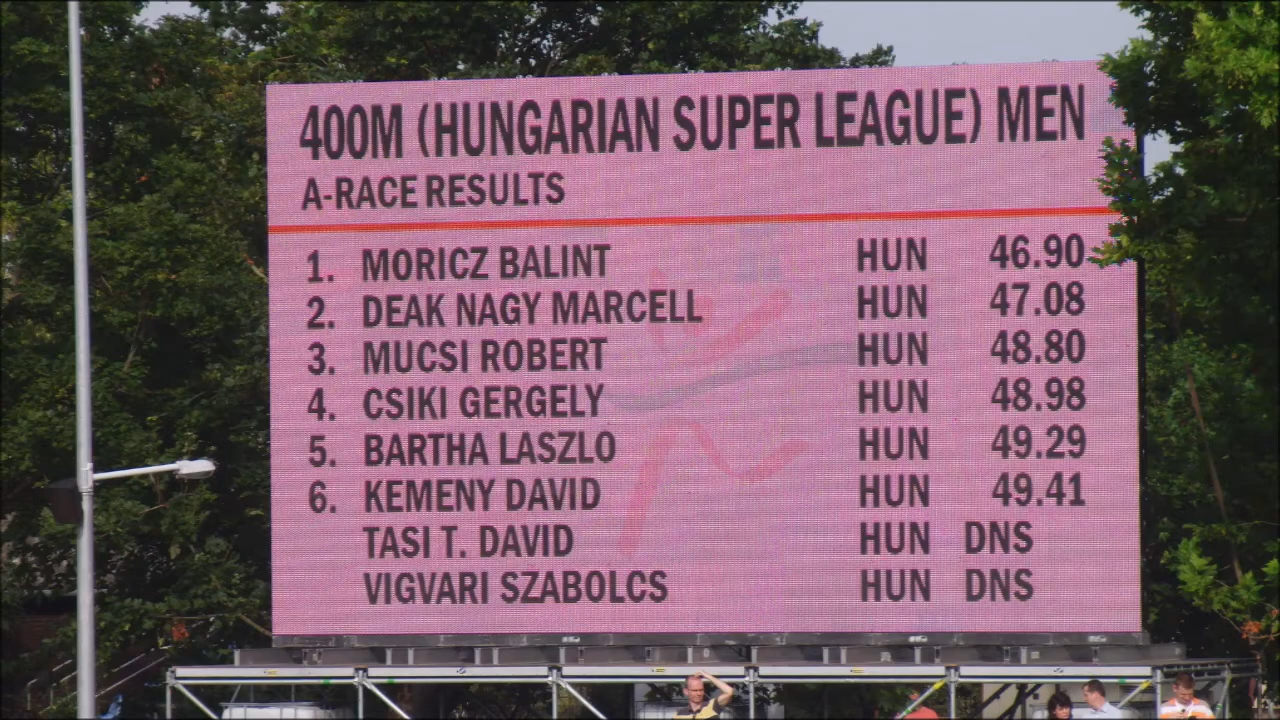 400M (HUNGARIAN SUPER LEAGUE) MEN
A-RACE RESULTS
1. MORICZ BALINT HUN 46.90
2. DEAK NAGY MARCELL HUN 47.08
3. MUCSI ROBERT HUN 48.80
4. CSIKI GERGELY HUN 48.98
5. BARTHA LASZLO HUN 49.29
6. KEMENY DAVID HUN 49.41
TASI T. DAVID HUN DNS
VIGVARI SZABOLCS HUN DNS